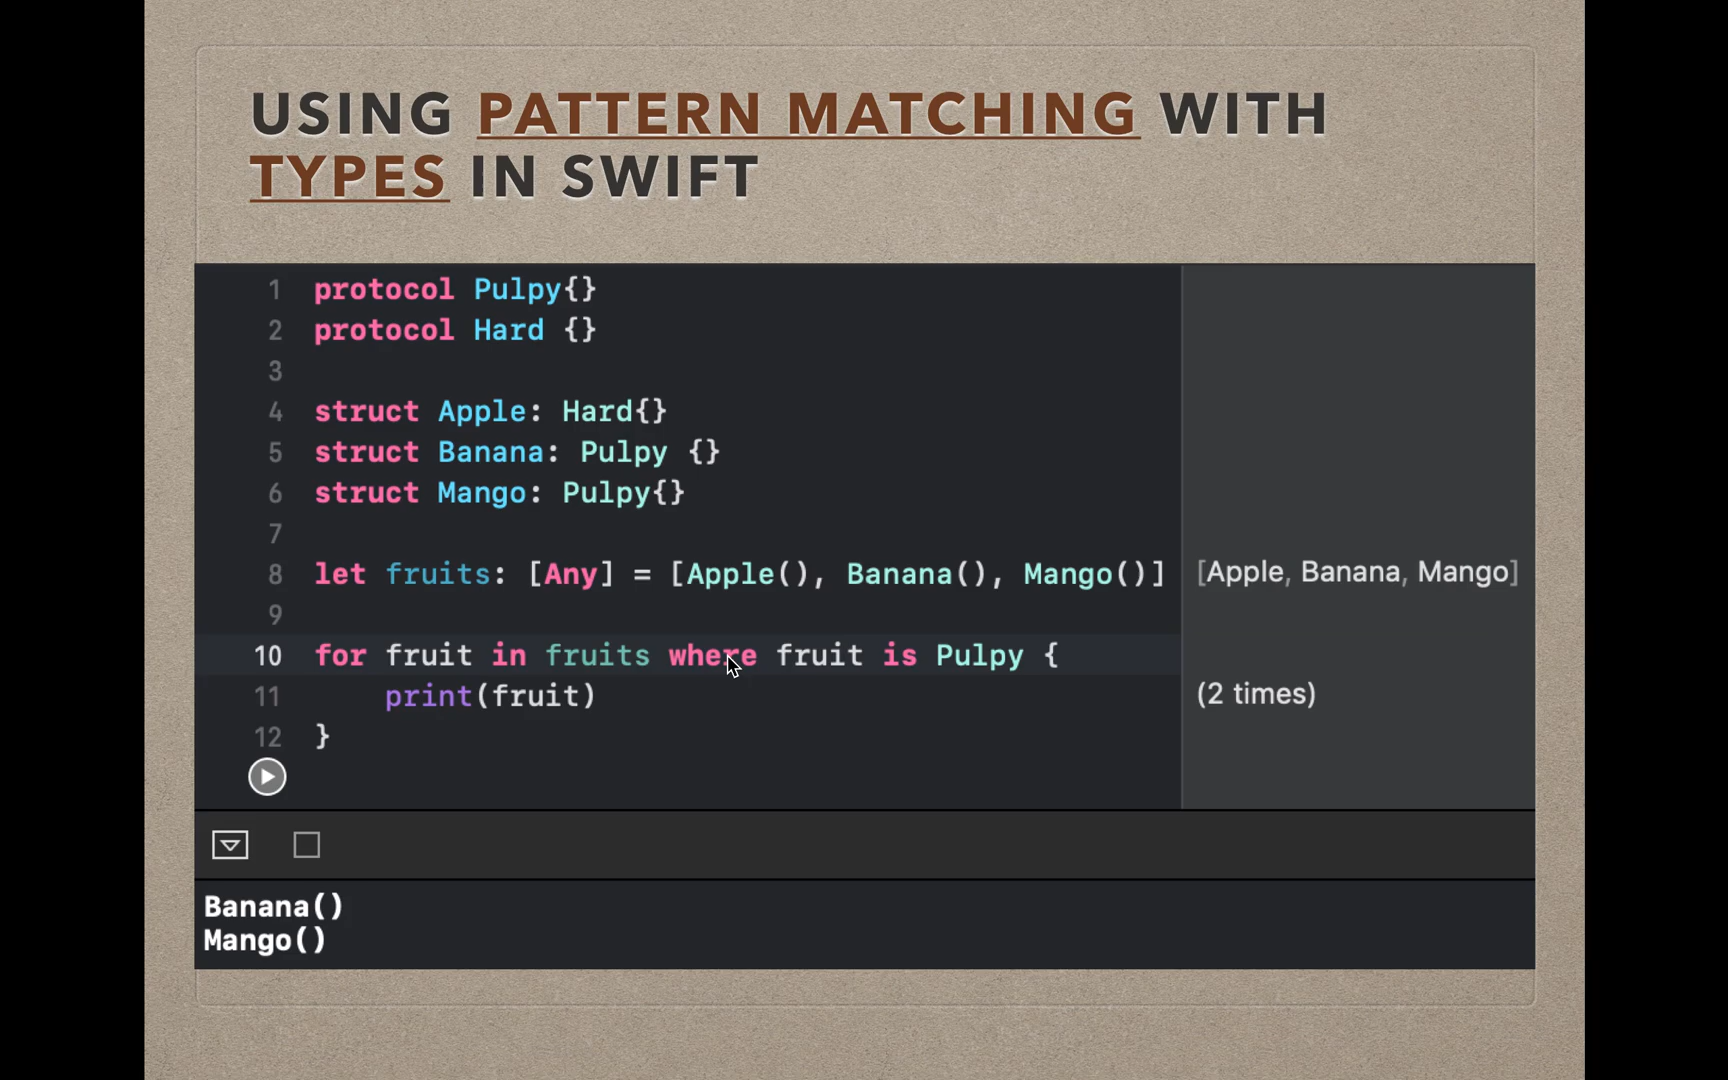 USING PATTERN MATCHING WITH
TYPES IN SWIFT
1 protocol Pulpy{}
2 protocol Hard {}
3
4 struct Apple: Hard{}
5 struct Banana: Pulpy {}
6 struct Mango: Pulpy{}
7
8 let fruits: [Any] = [Apple(), Banana(), Mango()] [Apple, Banana, Mango]
9
10 for fruit in fruits where fruit is Pulpy {
11     print(fruit) (2 times)
12 }
Banana()
Mango()